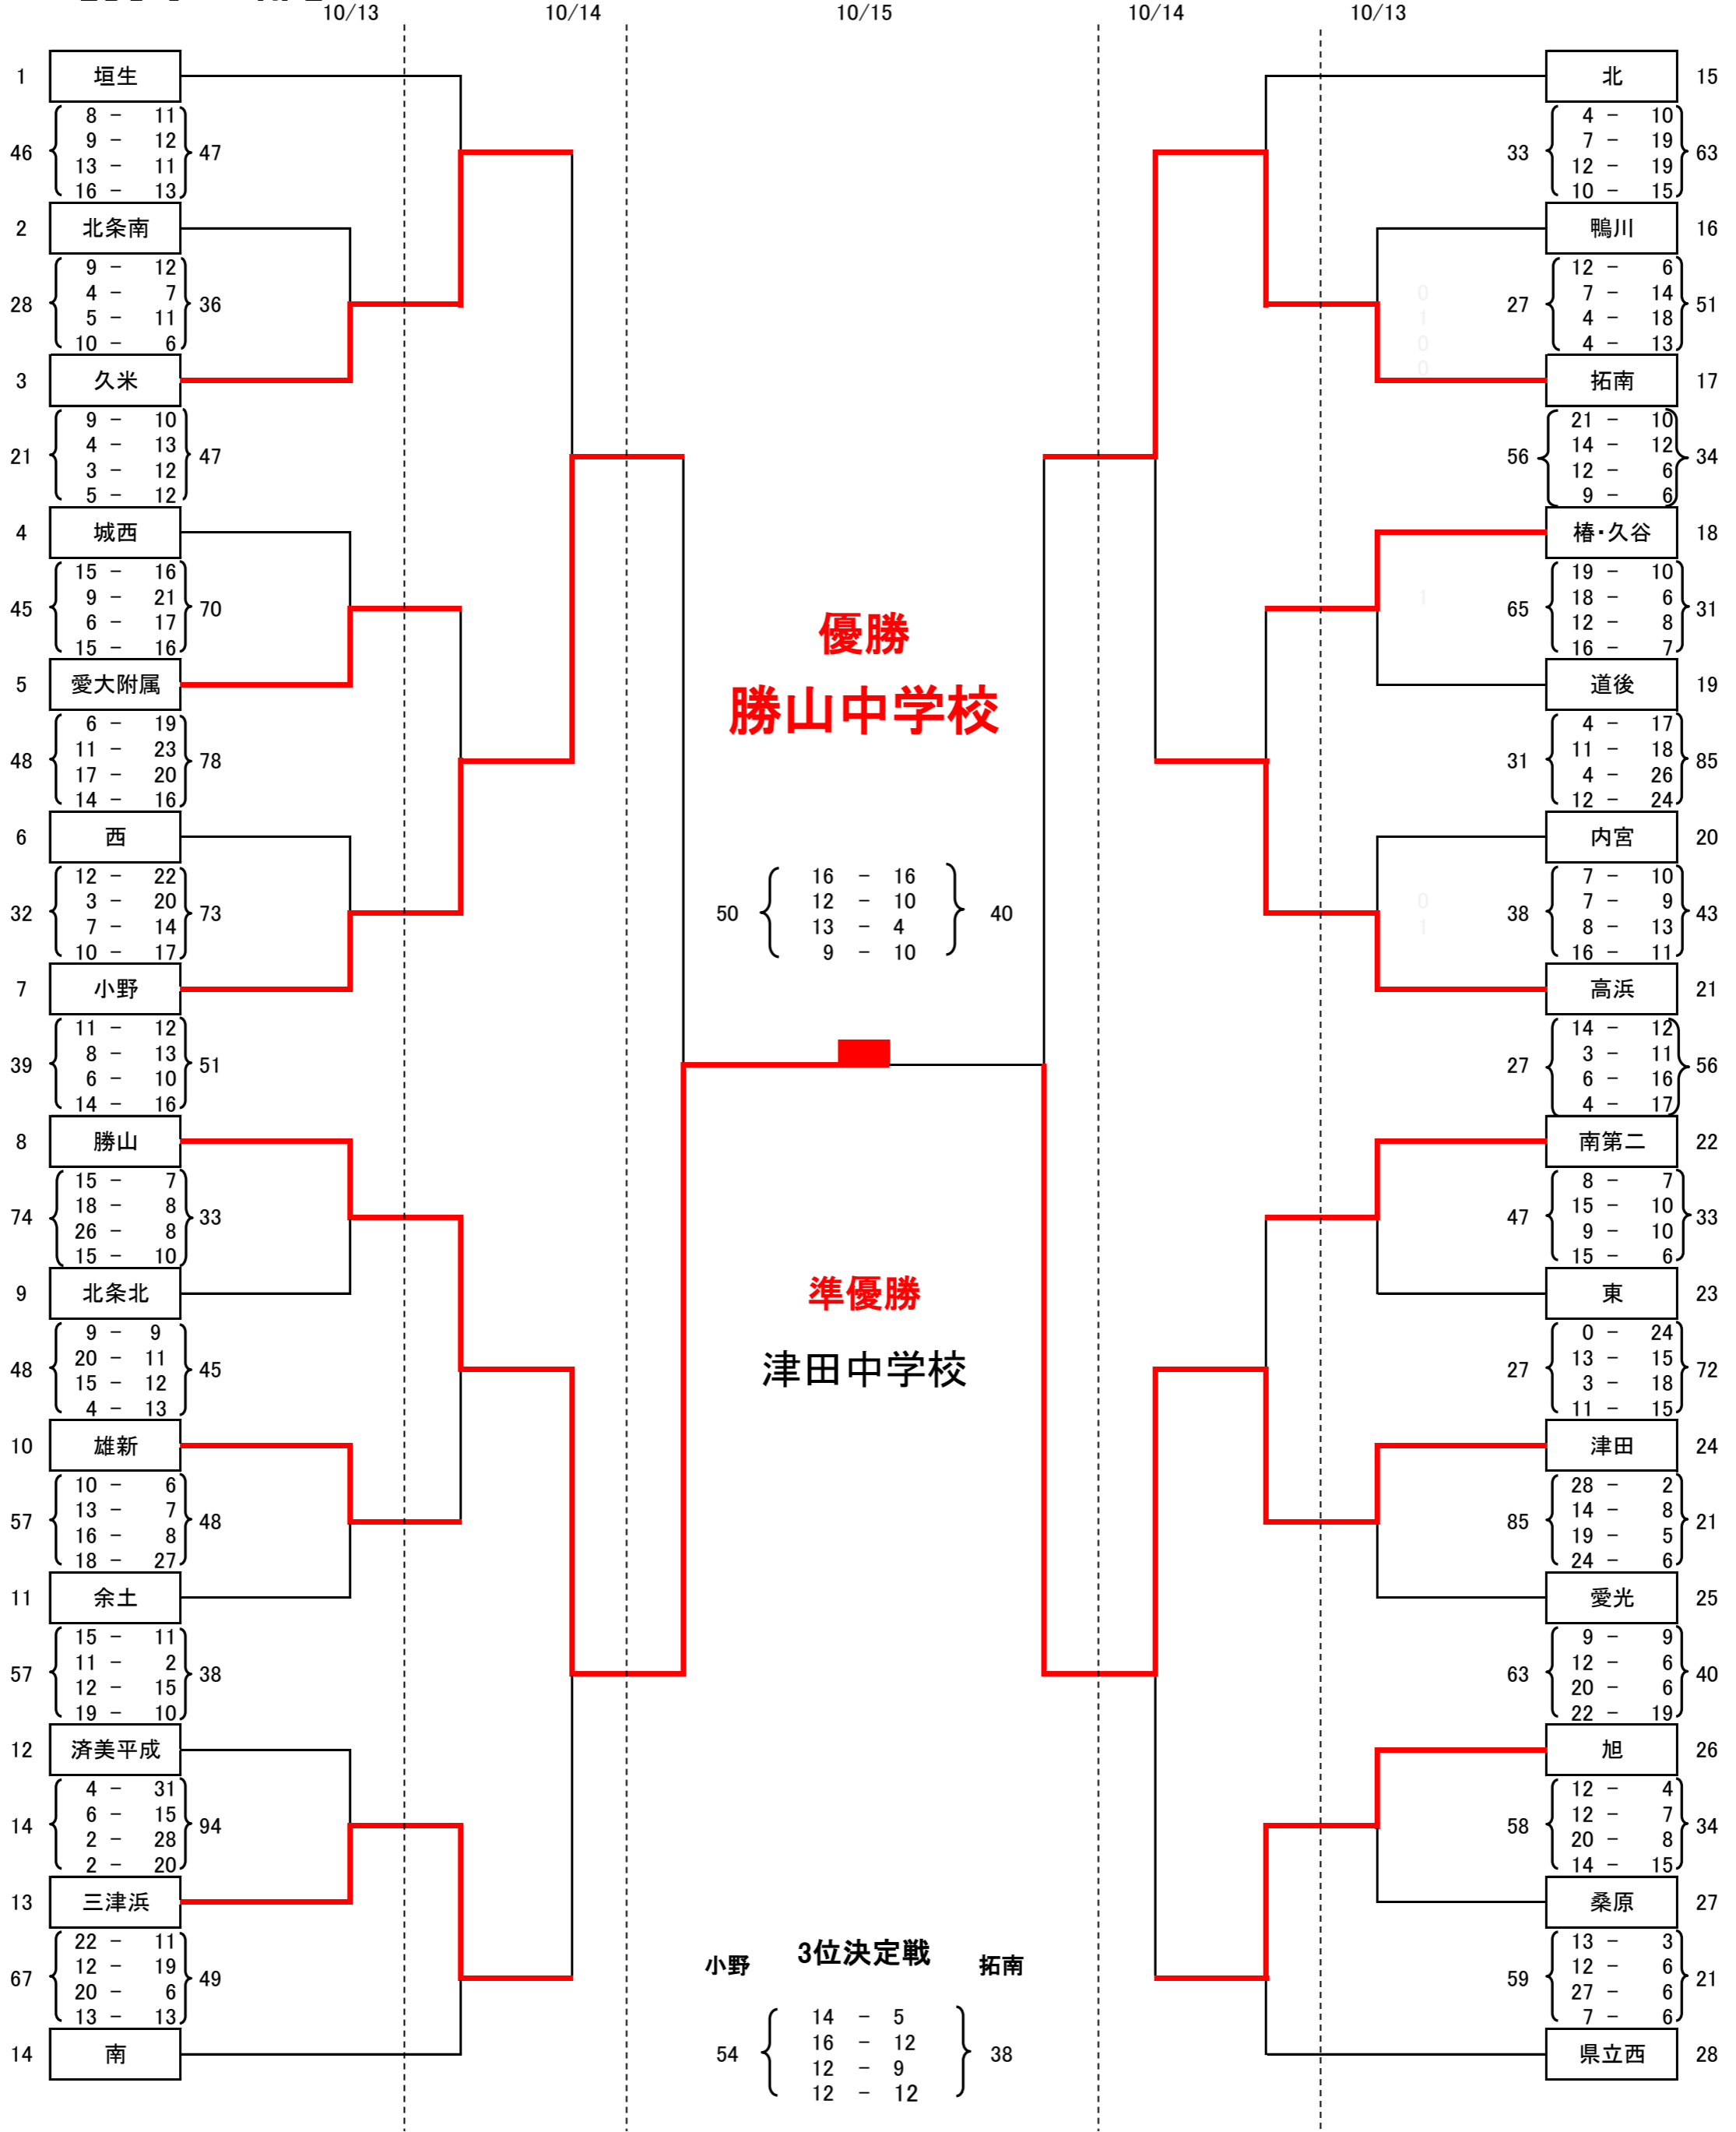 10/13 10/14 10/15 10/14 10/13
1 垣生
46 47
8 - 11
9 - 12
13 - 11
16 - 13
2 北条南
28 36
9 - 12
4 - 7
5 - 11
10 - 6
3 久米
21 47
9 - 10
4 - 13
3 - 12
5 - 12
4 城西
45 70
15 - 16
9 - 21
6 - 17
15 - 16
5 愛大附属
48 78
6 - 19
11 - 23
17 - 20
14 - 16
6 西
32 73
12 - 22
3 - 20
7 - 14
10 - 17
7 小野
39 51
11 - 12
8 - 13
6 - 10
14 - 16
8 勝山
74 33
15 - 7
18 - 8
26 - 8
15 - 10
9 北条北
48 45
9 - 9
20 - 11
15 - 12
4 - 13
10 雄新
57 48
10 - 6
13 - 7
16 - 8
18 - 27
11 余土
57 38
15 - 11
11 - 2
12 - 15
19 - 10
12 済美平成
14 94
4 - 31
6 - 15
2 - 28
2 - 20
13 三津浜
67 49
22 - 11
12 - 19
20 - 6
13 - 13
14 南
優勝
勝山中学校
50 40
16 - 16
12 - 10
13 - 4
9 - 10
準優勝
津田中学校
小野 3位決定戦 拓南
54 38
14 - 5
16 - 12
12 - 9
12 - 12
北 15
33 63
4 - 10
7 - 19
12 - 19
10 - 15
鴨川 16
0
1
0
0
27 51
12 - 6
7 - 14
4 - 18
4 - 13
拓南 17
56 34
21 - 10
14 - 12
12 - 6
9 - 6
椿・久谷 18
1
65 31
19 - 10
18 - 6
12 - 8
16 - 7
道後 19
31 85
4 - 17
11 - 18
4 - 26
12 - 24
内宮 20
0
1
38 43
7 - 10
7 - 9
8 - 13
16 - 11
高浜 21
27 56
14 - 12
3 - 11
6 - 16
4 - 17
南第二 22
47 33
8 - 7
15 - 10
9 - 10
15 - 6
東 23
27 72
0 - 24
13 - 15
3 - 18
11 - 15
津田 24
85 21
28 - 2
14 - 8
19 - 5
24 - 6
愛光 25
63 40
9 - 9
12 - 6
20 - 6
22 - 19
旭 26
58 34
12 - 4
12 - 7
20 - 8
14 - 15
桑原 27
59 21
13 - 3
12 - 6
27 - 6
7 - 6
県立西 28